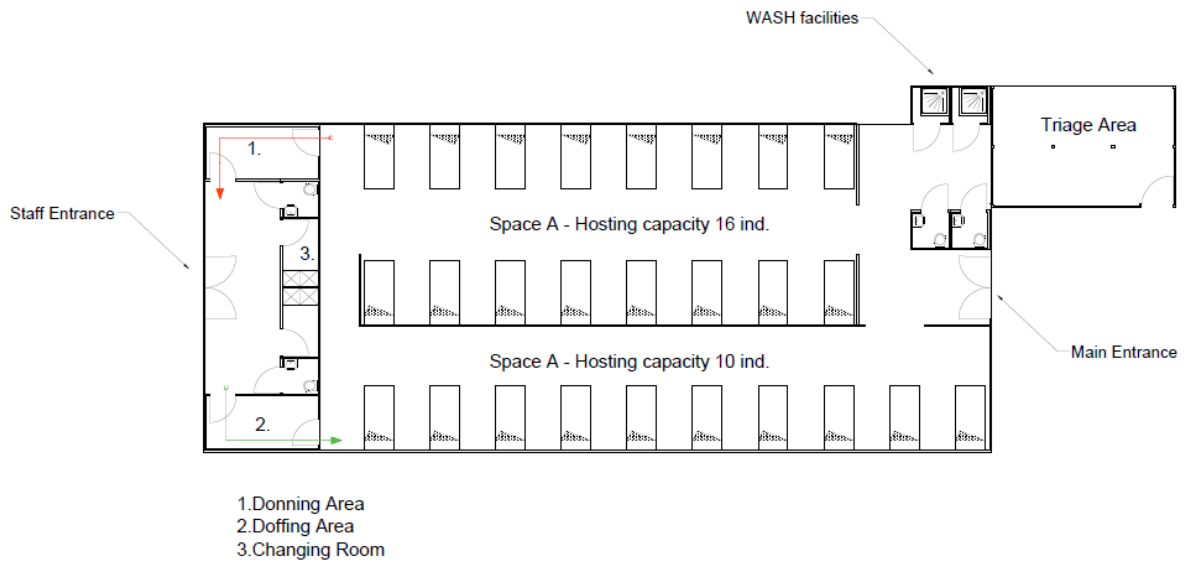 WASH facilities
Triage Area
1.
Staff Entrance
Space A - Hosting capacity 16 ind.
3.
Main Entrance
Space A - Hosting capacity 10 ind.
2.
1.Donning Area
2.Doffing Area
3.Changing Room